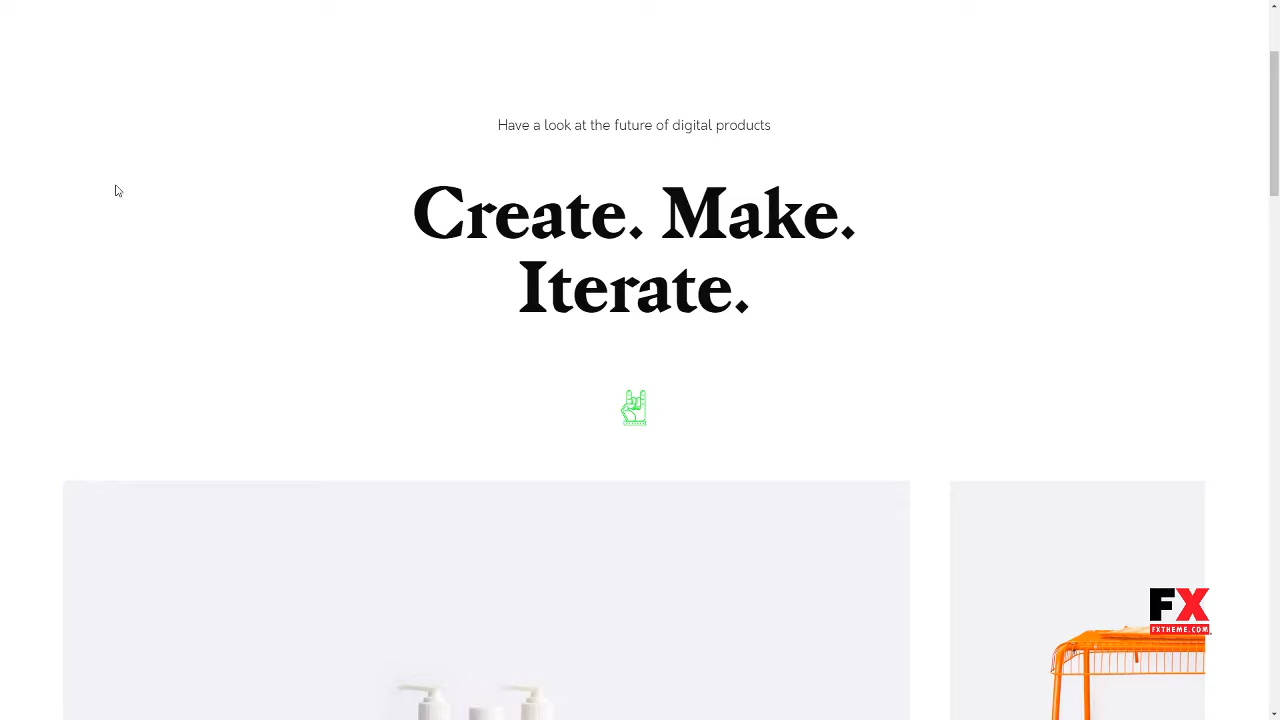 Have a look at the future of digital products
Create. Make.
Iterate.
FX
FXTHEME.COM